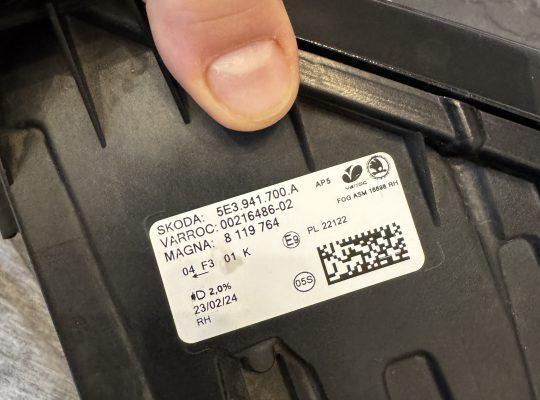 SKODA: 5E3.941.700.A
VARROC: 00216486-02
MAGNA: 8 119 764
AP5
varroc
FOG ASM 18698 RH
04 F3 01 K
E9
PL 22122
D 2,0%
23/02/24
RH
05S